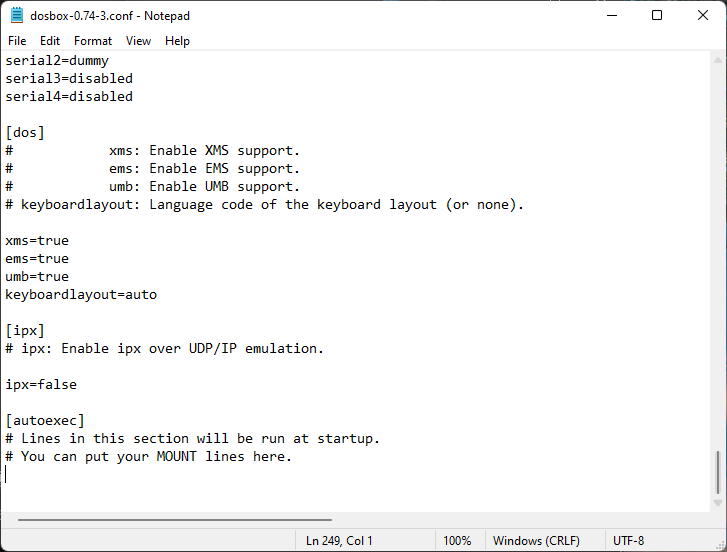 dosbox-0.74-3.conf - Notepad
File Edit Format View Help
serial2=dummy
serial3=disabled
serial4=disabled
[dos]
#            xms: Enable XMS support.
#            ems: Enable EMS support.
#            umb: Enable UMB support.
# keyboardlayout: Language code of the keyboard layout (or none).
xms=true
ems=true
umb=true
keyboardlayout=auto
[ipx]
# ipx: Enable ipx over UDP/IP emulation.
ipx=false
[autoexec]
# Lines in this section will be run at startup.
# You can put your MOUNT lines here.
Ln 249, Col 1 100% Windows (CRLF) UTF-8